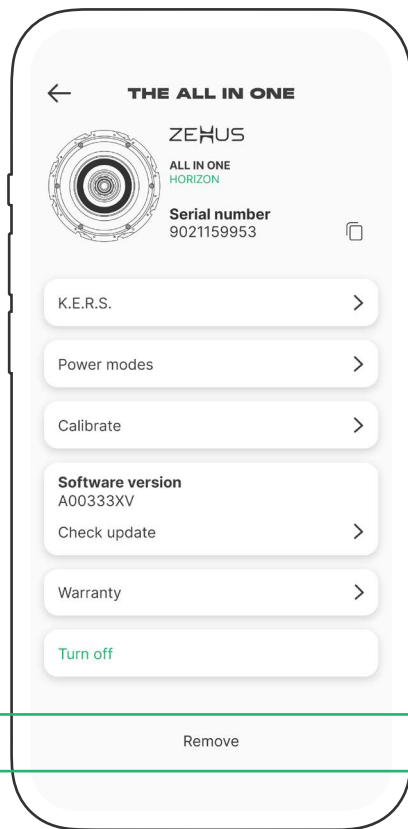 THE ALL IN ONE
ZEHUS
ALL IN ONE
HORIZON
Serial number
9021159953
K.E.R.S.
Power modes
Calibrate
Software version
A00333XV
Check update
Warranty
Turn off
Remove